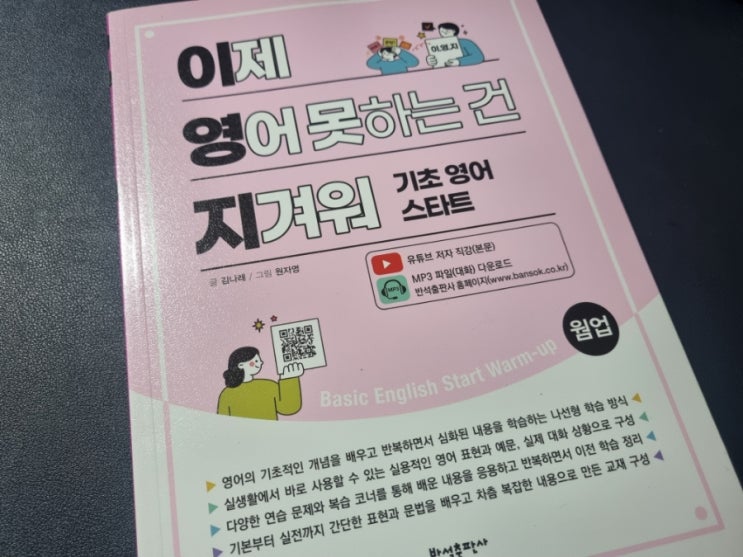 이제
이.영.지
영어 못하는 건
지겨워
기초 영어
스타트
글 김나래 / 그림 원지영
유튜브 저자 직강(본문)
MP3 파일(대화) 다운로드
반석출판사 홈페이지(www.bansok.co.kr)
MP3
웜업
Basic English Start Warm-up
영어의 기초적인 개념을 배우고 반복하면서 심화된 내용을 학습하는 나선형 학습 방식
실생활에서 바로 사용할 수 있는 실용적인 영어 표현과 예문, 실제 대화 상황으로 구성
다양한 연습 문제와 복습 코너를 통해 배운 내용을 응용하고 반복하면서 이전 학습 정리
기본부터 실전까지 간단한 표현과 문법을 배우고 차츰 복잡한 내용으로 만든 교재 구성
반석출판사